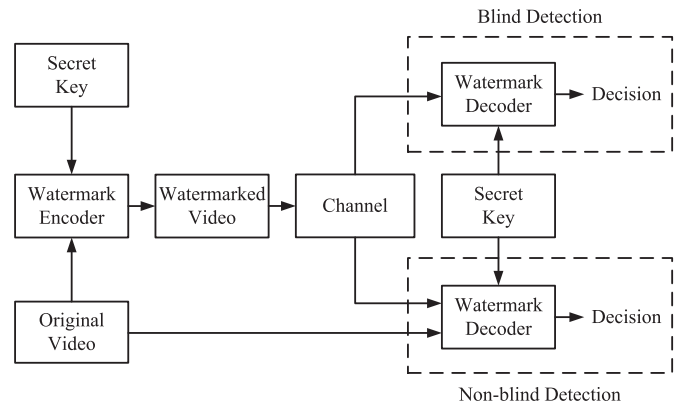 Blind Detection
Secret
Key
Watermark
Decoder
Decision
Watermark
Encoder
Watermarked
Video
Channel
Secret
Key
Original
Video
Watermark
Decoder
Decision
Non-blind Detection